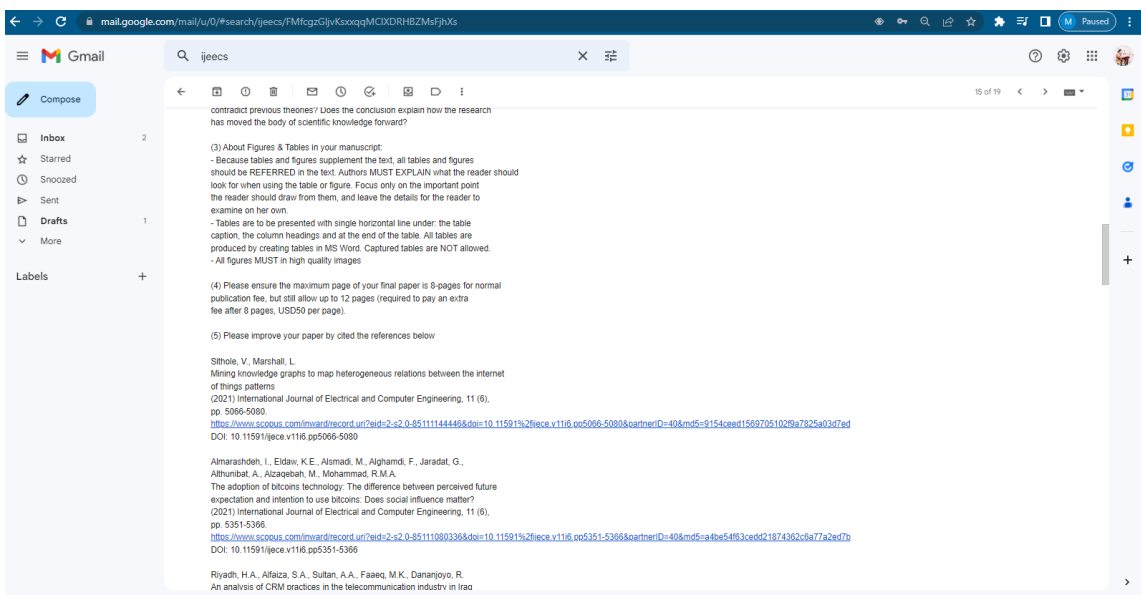 mail.google.com/mail/u/0/#search/ijeecs/FMfcgzGljvKsxxqqMClXDRHBZMsFjhXs
M
Paused
Gmail
ijeecs
Compose
15 of 19
Inbox 2
Starred
Snoozed
Sent
Drafts 1
More
Labels +
contradict previous theories? Does the conclusion explain how the research
has moved the body of scientific knowledge forward?
(3) About Figures & Tables in your manuscript:
- Because tables and figures supplement the text, all tables and figures
should be REFERRED in the text. Authors MUST EXPLAIN what the reader should
look for when using the table or figure. Focus only on the important point
the reader should draw from them, and leave the details for the reader to
examine on her own.
- Tables are to be presented with single horizontal line under: the table
caption, the column headings and at the end of the table. All tables are
produced by creating tables in MS Word. Captured tables are NOT allowed.
- All figures MUST in high quality images
(4) Please ensure the maximum page of your final paper is 8-pages for normal
publication fee, but still allow up to 12 pages (required to pay an extra
fee after 8 pages, USD50 per page).
(5) Please improve your paper by cited the references below
Sithole, V., Marshall, L.
Mining knowledge graphs to map heterogeneous relations between the internet
of things patterns
(2021) International Journal of Electrical and Computer Engineering, 11 (6),
pp. 5066-5080.
https://www.scopus.com/inward/record.uri?eid=2-s2.0-85111144446&doi=10.11591%2fijece.v11i6.pp5066-5080&partnerID=40&md5=9154ceed1569705102f9a7825a03d7ed
DOI: 10.11591/ijece.v11i6.pp5066-5080
Almarashdeh, I., Eldaw, K.E., Alsmadi, M., Alghamdi, F., Jaradat, G.,
Althunibat, A., Alzaqebah, M., Mohammad, R.M.A.
The adoption of bitcoins technology: The difference between perceived future
expectation and intention to use bitcoins: Does social influence matter?
(2021) International Journal of Electrical and Computer Engineering, 11 (6),
pp. 5351-5366.
https://www.scopus.com/inward/record.uri?eid=2-s2.0-85111080336&doi=10.11591%2fijece.v11i6.pp5351-5366&partnerID=40&md5=a4be54f63cedd21874362c6a77a2ed7b
DOI: 10.11591/ijece.v11i6.pp5351-5366
Riyadh, H.A., Alfaiza, S.A., Sultan, A.A., Faaeq, M.K., Dananjoyo, R.
An analysis of CRM practices in the telecommunication industry in Iraq